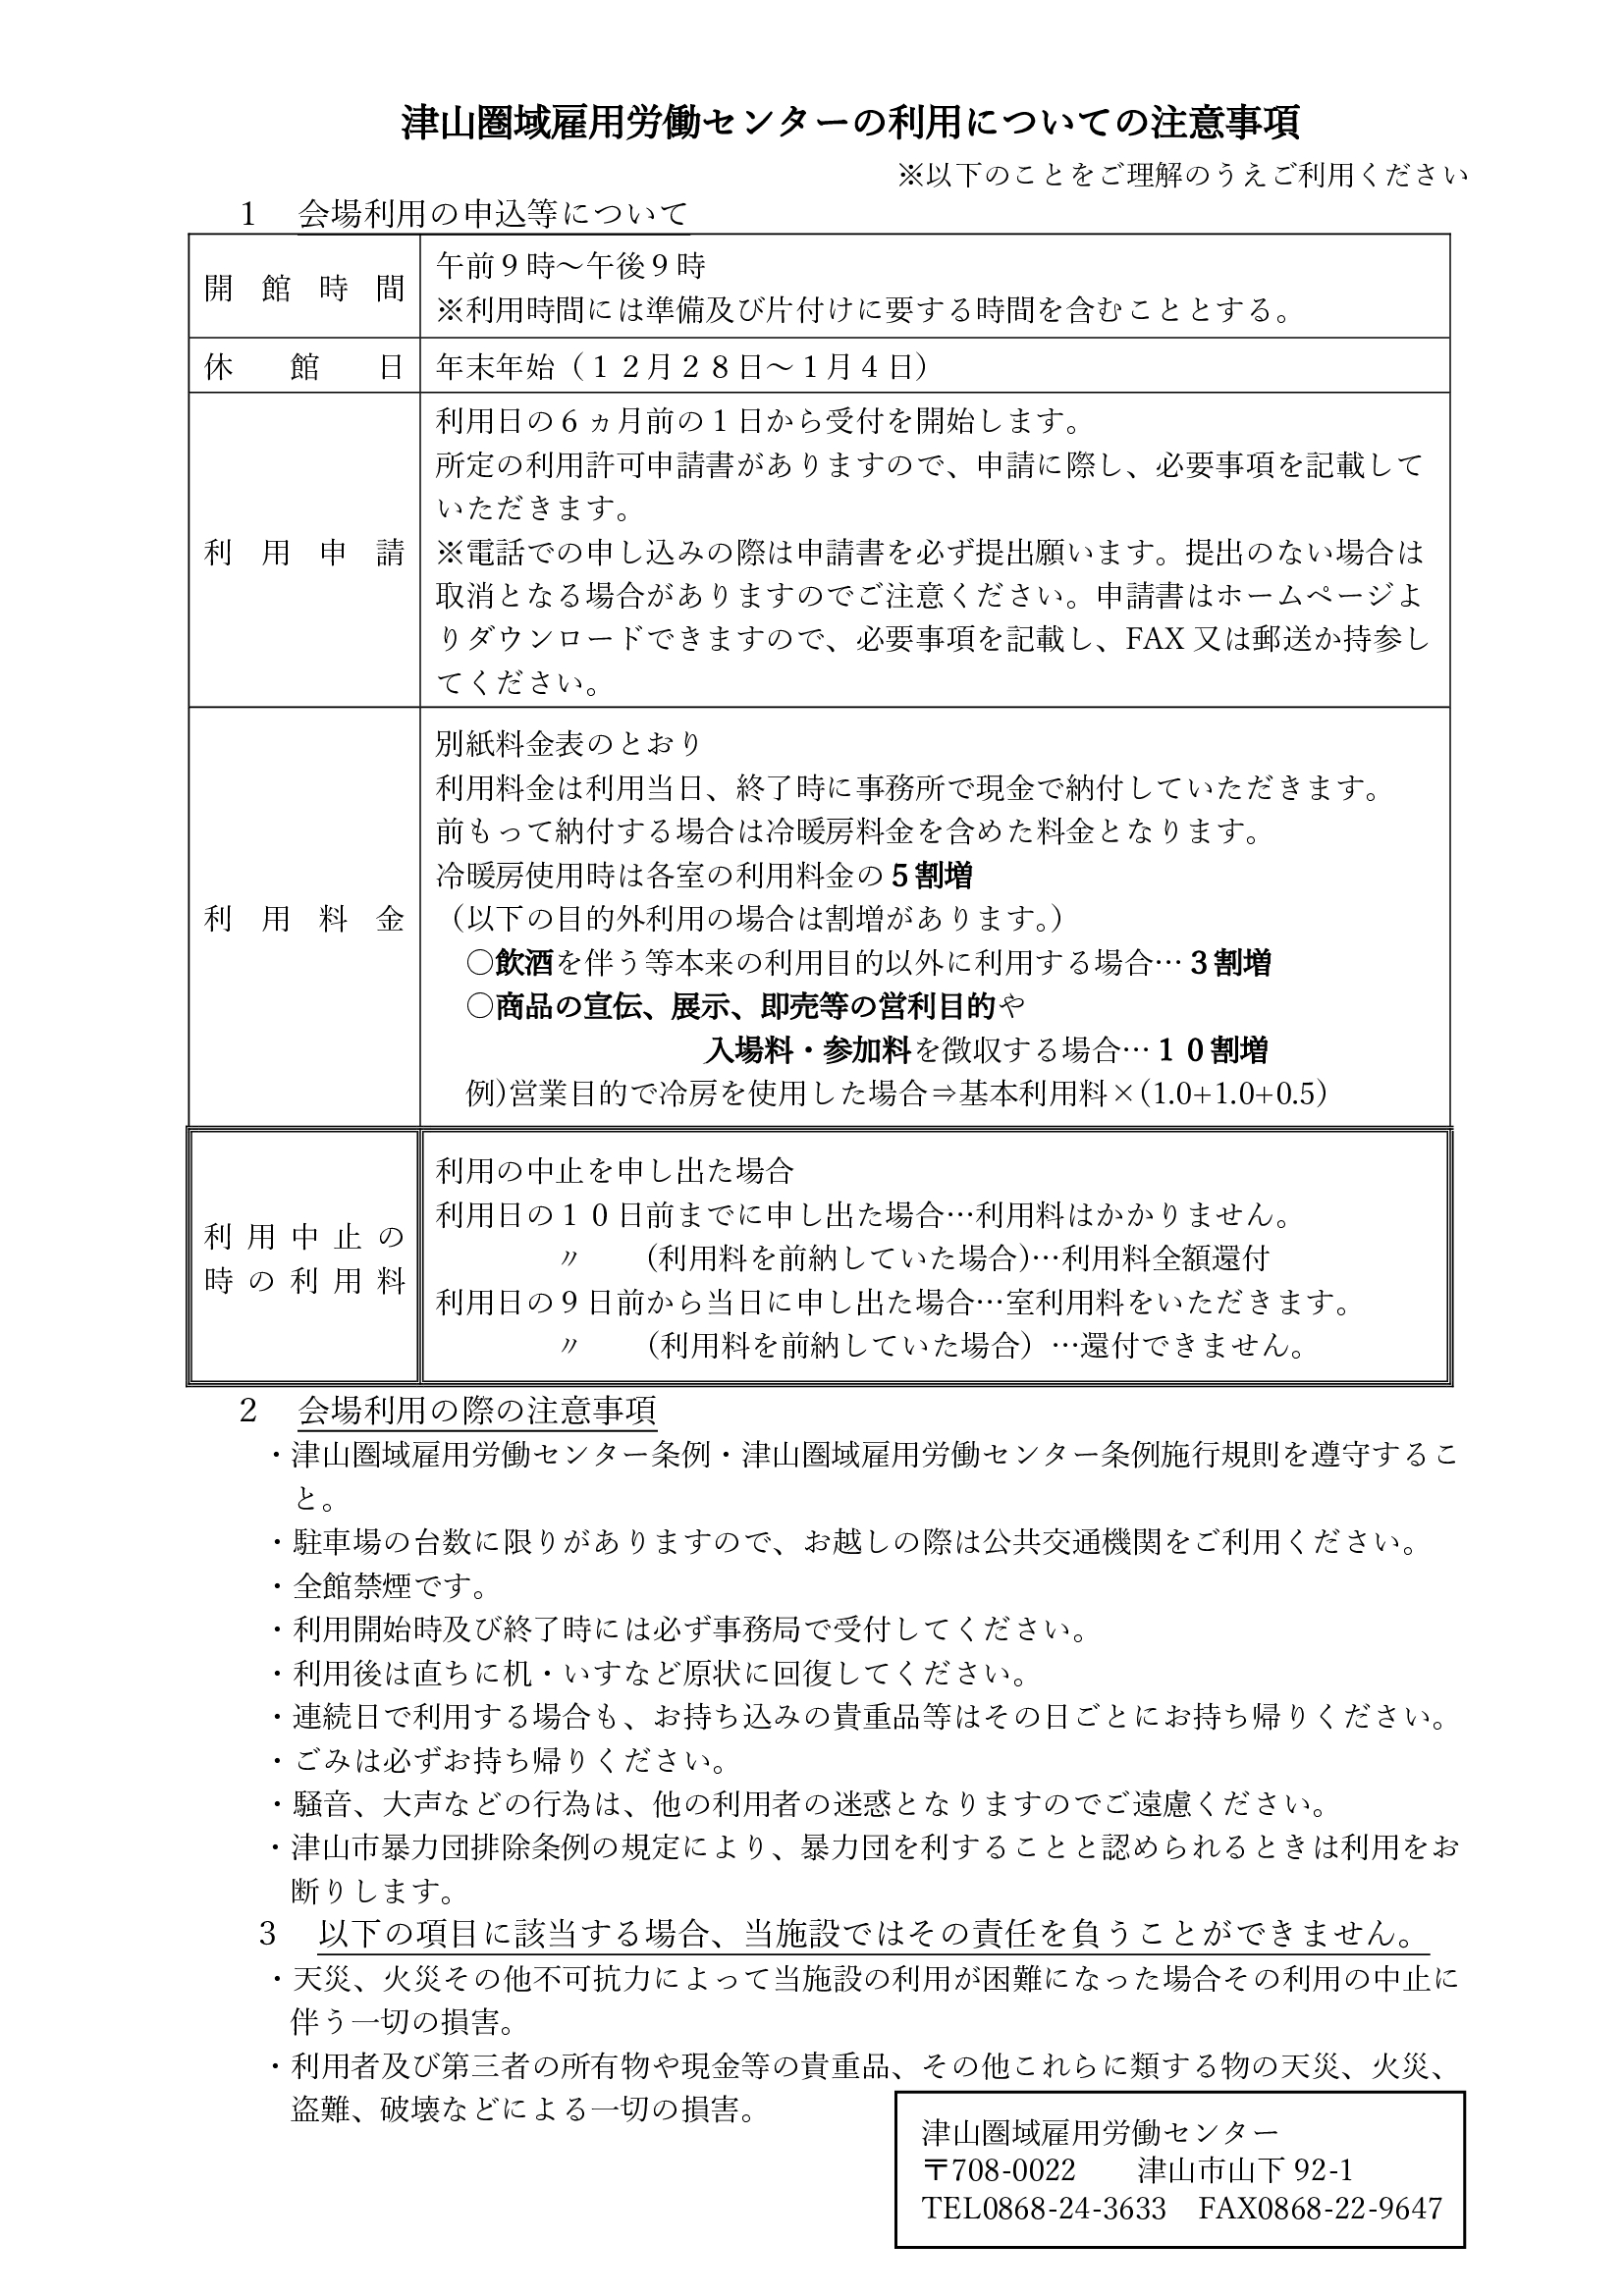 津山圏域雇用労働センターの利用についての注意事項
※以下のことをご理解のうえご利用ください
１　会場利用の申込等について
開館時間
午前９時～午後９時
※利用時間には準備及び片付けに要する時間を含むこととする。
休館日
年末年始（１２月２８日～１月４日）
利用申請
利用日の６ヵ月前の１日から受付を開始します。
所定の利用許可申請書がありますので、申請に際し、必要事項を記載して
いただきます。
※電話での申し込みの際は申請書を必ず提出願います。提出のない場合は
取消となる場合がありますのでご注意ください。申請書はホームページよ
りダウンロードできますので、必要事項を記載し、FAX 又は郵送か持参し
てください。
利用料金
別紙料金表のとおり
利用料金は利用当日、終了時に事務所で現金で納付していただきます。
前もって納付する場合は冷暖房料金を含めた料金となります。
冷暖房使用時は各室の利用料金の５割増
（以下の目的外利用の場合は割増があります。）
○飲酒を伴う等本来の利用目的以外に利用する場合…３割増
○商品の宣伝、展示、即売等の営利目的や
入場料・参加料を徴収する場合…１０割増
例)営業目的で冷房を使用した場合⇒基本利用料×(1.0+1.0+0.5)
利用中止の
時の利用料
利用の中止を申し出た場合
利用日の１０日前までに申し出た場合…利用料はかかりません。
〃　　（利用料を前納していた場合)…利用料全額還付
利用日の９日前から当日に申し出た場合…室利用料をいただきます。
〃　　（利用料を前納していた場合）…還付できません。
２　会場利用の際の注意事項
・津山圏域雇用労働センター条例・津山圏域雇用労働センター条例施行規則を遵守するこ
と。
・駐車場の台数に限りがありますので、お越しの際は公共交通機関をご利用ください。
・全館禁煙です。
・利用開始時及び終了時には必ず事務局で受付してください。
・利用後は直ちに机・いすなど原状に回復してください。
・連続日で利用する場合も、お持ち込みの貴重品等はその日ごとにお持ち帰りください。
・ごみは必ずお持ち帰りください。
・騒音、大声などの行為は、他の利用者の迷惑となりますのでご遠慮ください。
・津山市暴力団排除条例の規定により、暴力団を利することと認められるときは利用をお
断りします。
３　以下の項目に該当する場合、当施設ではその責任を負うことができません。
・天災、火災その他不可抗力によって当施設の利用が困難になった場合その利用の中止に
伴う一切の損害。
・利用者及び第三者の所有物や現金等の貴重品、その他これらに類する物の天災、火災、
盗難、破壊などによる一切の損害。
津山圏域雇用労働センター
〒708-0022　　津山市山下 92-1
TEL0868-24-3633　FAX0868-22-9647